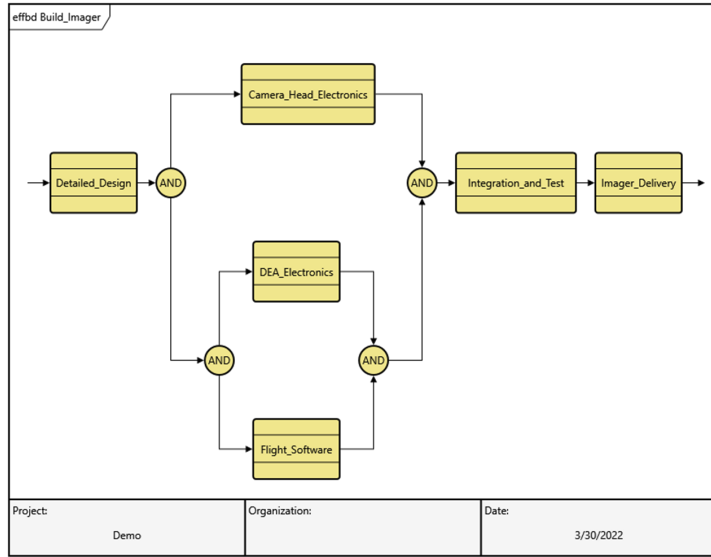 effbd Build_Imager
Camera_Head_Electronics
Detailed_Design
AND
AND
Integration_and_Test
Imager_Delivery
DEA_Electronics
AND
AND
Flight_Software
Project:
Demo
Organization:
Date:
3/30/2022